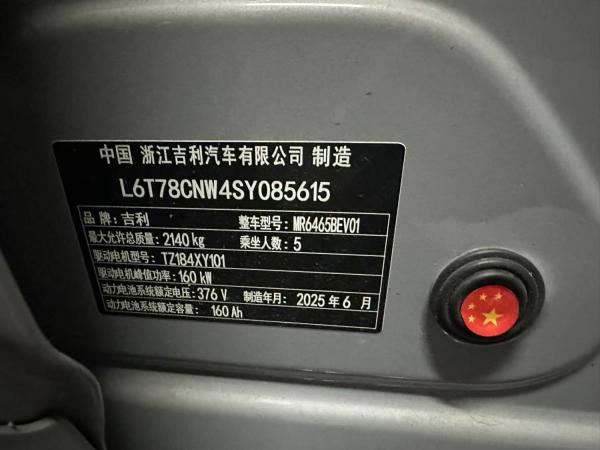 中国 浙江吉利汽车有限公司 制造
L6T78CNW4SY085615
品牌：吉利 整车型号：MR6465BEV01
最大允许总质量：2140 kg 乘坐人数：5
驱动电机型号：TZ184XY101
驱动电机峰值功率：160 kW
动力电池系统额定电压：376 V 制造年月：2025 年 6 月
动力电池系统额定容量：160 Ah